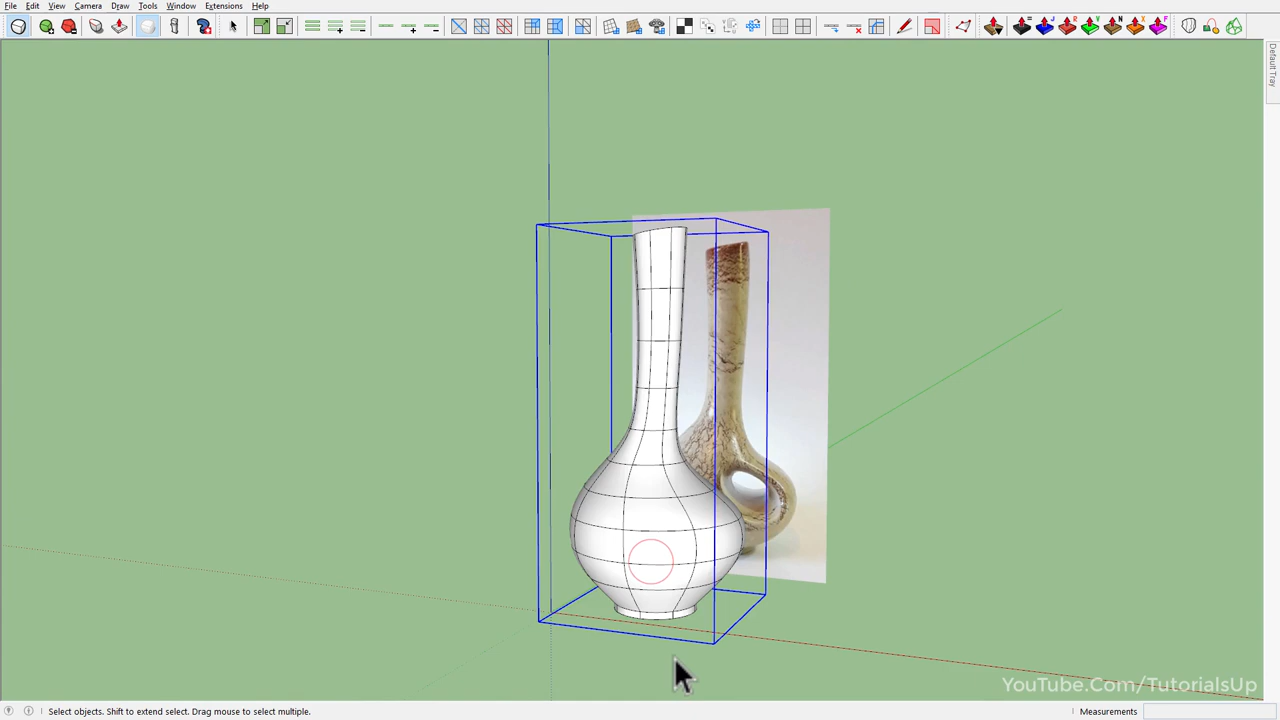 File Edit View Camera Draw Tools Window Extensions Help
Default Tray
YouTube.Com/TutorialsUp
Select objects. Shift to extend select. Drag mouse to select multiple.
Measurements